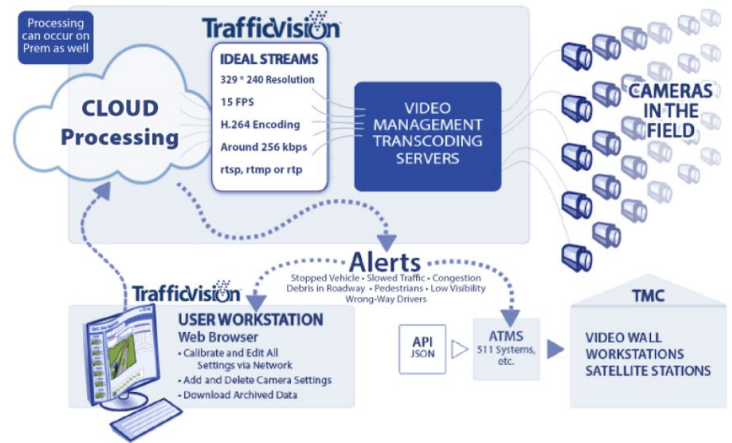 Processing
can occur on
Prem as well
TrafficVision
IDEAL STREAMS
329 * 240 Resolution
15 FPS
H.264 Encoding
Around 256 kbps
rtsp, rtmp or rtp
CLOUD
Processing
VIDEO
MANAGEMENT
TRANSCODING
SERVERS
CAMERAS
IN THE
FIELD
Alerts
Stopped Vehicle • Slowed Traffic • Congestion
Debris in Roadway • Pedestrians • Low Visibility
Wrong-Way Drivers
TrafficVision
USER WORKSTATION
Web Browser
• Calibrate and Edit All
Settings via Network
• Add and Delete Camera Settings
• Download Archived Data
API
JSON
ATMS
511 Systems,
etc.
TMC
VIDEO WALL
WORKSTATIONS
SATELLITE STATIONS